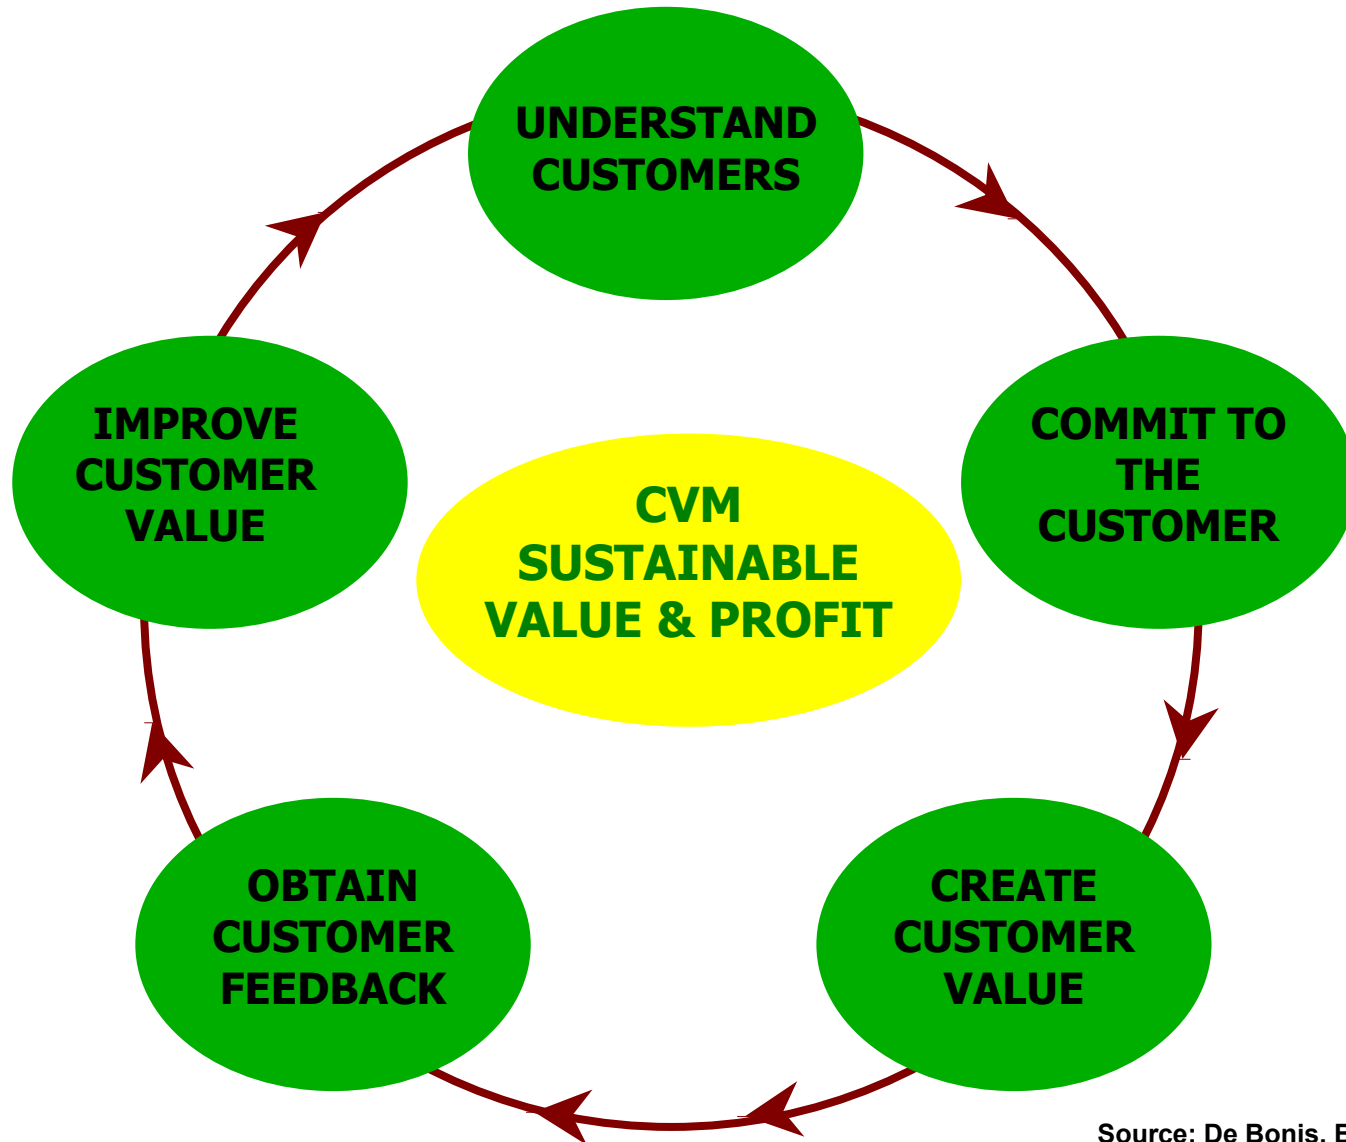 UNDERSTAND
CUSTOMERS
COMMIT TO
THE
CUSTOMER
CREATE
CUSTOMER
VALUE
OBTAIN
CUSTOMER
FEEDBACK
IMPROVE
CUSTOMER
VALUE
CVM
SUSTAINABLE
VALUE & PROFIT
Source: De Bonis,